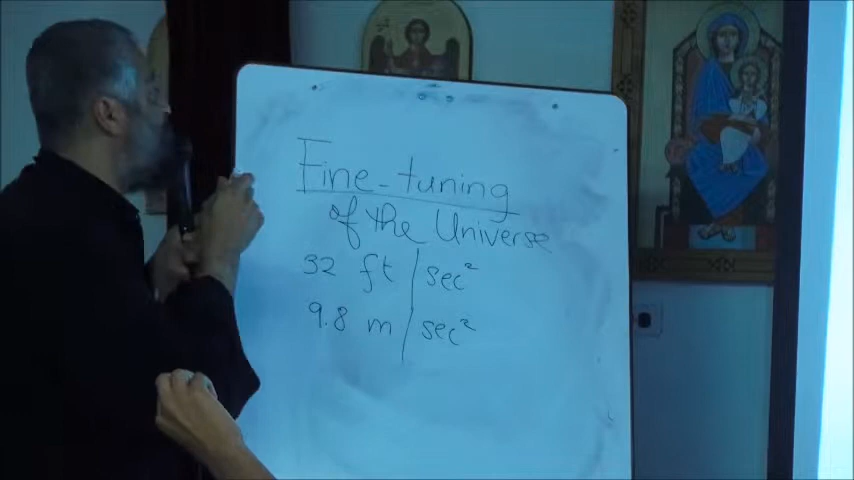 Fine-tuning
of the Universe
32 ft/sec²
9.8 m/sec²